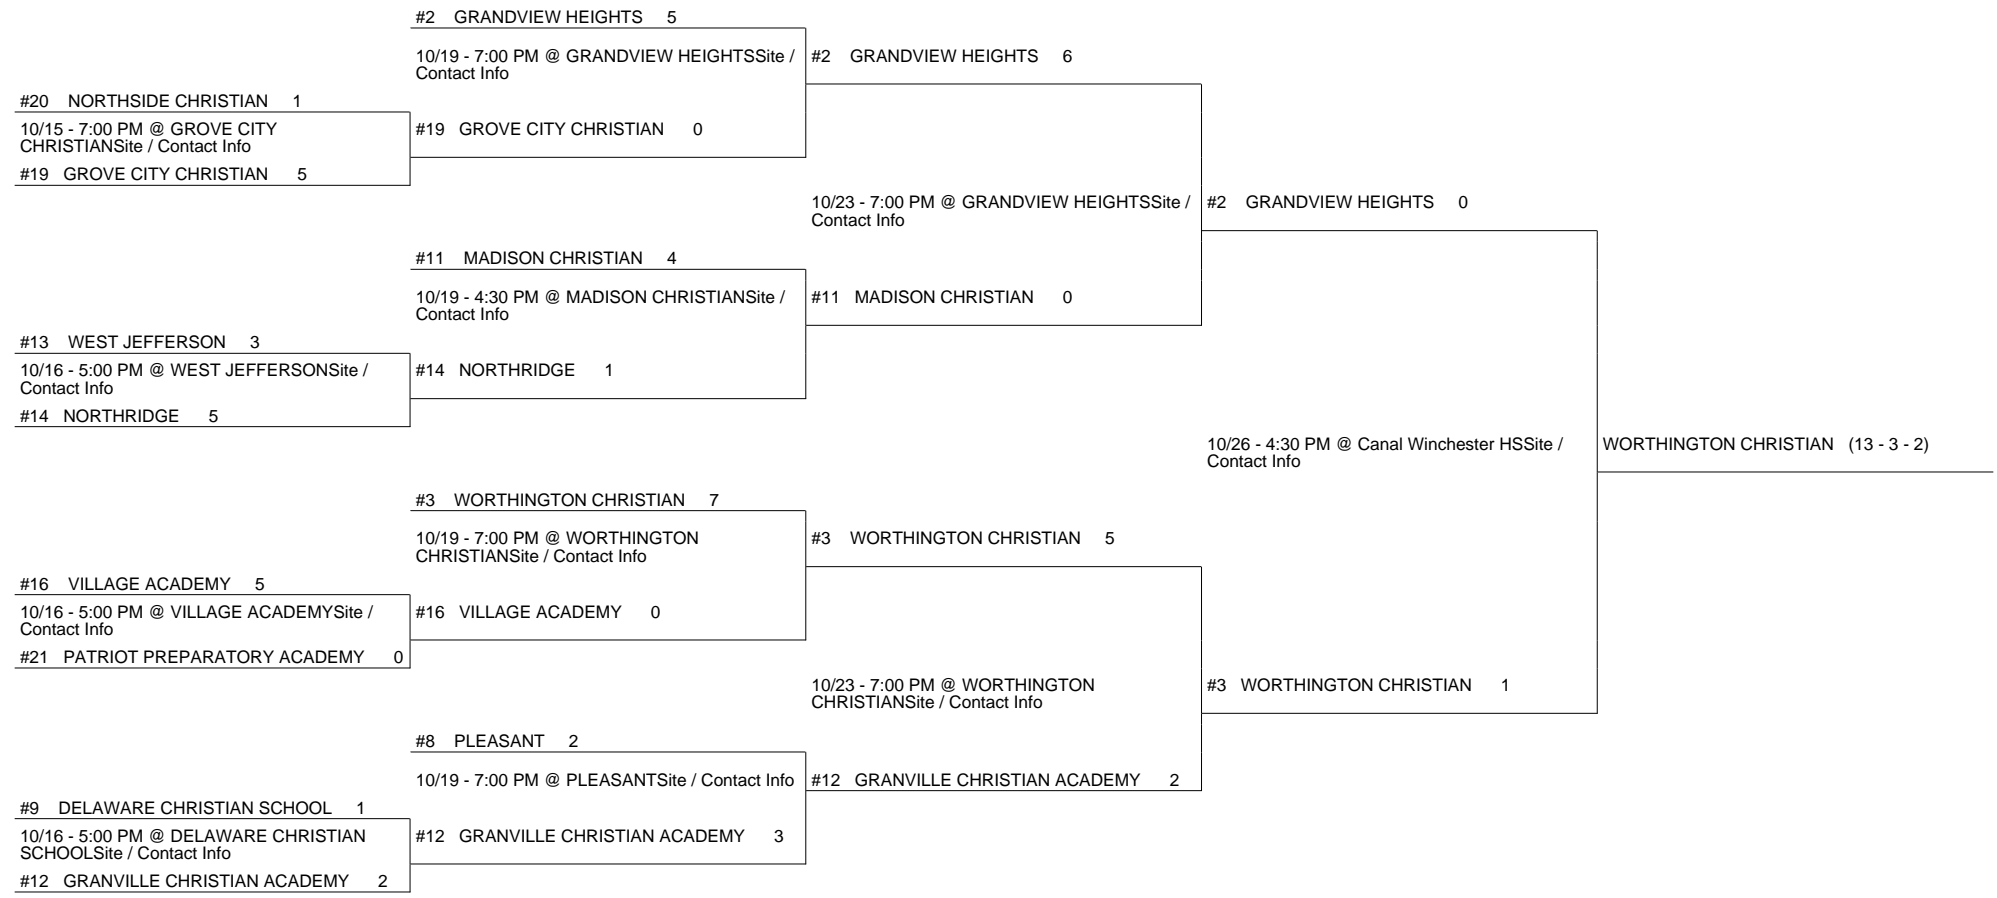 #2 GRANDVIEW HEIGHTS 5
10/19 - 7:00 PM @ GRANDVIEW HEIGHTSSite /
Contact Info
#2 GRANDVIEW HEIGHTS 6
#20 NORTHSIDE CHRISTIAN 1
10/15 - 7:00 PM @ GROVE CITY
CHRISTIANSite / Contact Info
#19 GROVE CITY CHRISTIAN 0
#19 GROVE CITY CHRISTIAN 5
10/23 - 7:00 PM @ GRANDVIEW HEIGHTSSite /
Contact Info
#2 GRANDVIEW HEIGHTS 0
#11 MADISON CHRISTIAN 4
10/19 - 4:30 PM @ MADISON CHRISTIANSite /
Contact Info
#11 MADISON CHRISTIAN 0
#13 WEST JEFFERSON 3
10/16 - 5:00 PM @ WEST JEFFERSONSite /
Contact Info
#14 NORTHRIDGE 1
#14 NORTHRIDGE 5
10/26 - 4:30 PM @ Canal Winchester HSSite /
Contact Info
WORTHINGTON CHRISTIAN (13 - 3 - 2)
#3 WORTHINGTON CHRISTIAN 7
10/19 - 7:00 PM @ WORTHINGTON
CHRISTIANSite / Contact Info
#3 WORTHINGTON CHRISTIAN 5
#16 VILLAGE ACADEMY 5
10/16 - 5:00 PM @ VILLAGE ACADEMYSite /
Contact Info
#16 VILLAGE ACADEMY 0
#21 PATRIOT PREPARATORY ACADEMY 0
10/23 - 7:00 PM @ WORTHINGTON
CHRISTIANSite / Contact Info
#3 WORTHINGTON CHRISTIAN 1
#8 PLEASANT 2
10/19 - 7:00 PM @ PLEASANTSite / Contact Info
#12 GRANVILLE CHRISTIAN ACADEMY 2
#9 DELAWARE CHRISTIAN SCHOOL 1
10/16 - 5:00 PM @ DELAWARE CHRISTIAN
SCHOOLSite / Contact Info
#12 GRANVILLE CHRISTIAN ACADEMY 3
#12 GRANVILLE CHRISTIAN ACADEMY 2